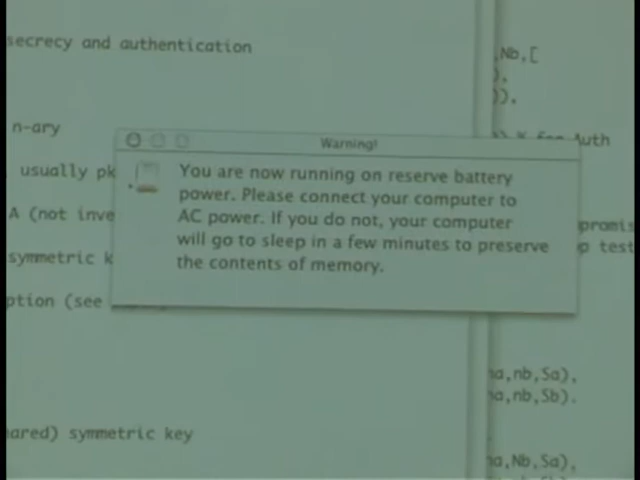 secrecy and authentication
,Nb,[
),
)),
n-ary
Auth
Warning!
You are now running on reserve battery
usually pk
power. Please connect your computer to
A (not inve
AC power. If you do not, your computer
promis
will go to sleep in a few minutes to preserve
p test
symmetric k
the contents of memory.
ption (see
na,nb,Sa),
na,nb,Sb).
ared) symmetric key
na,Nb,Sa),